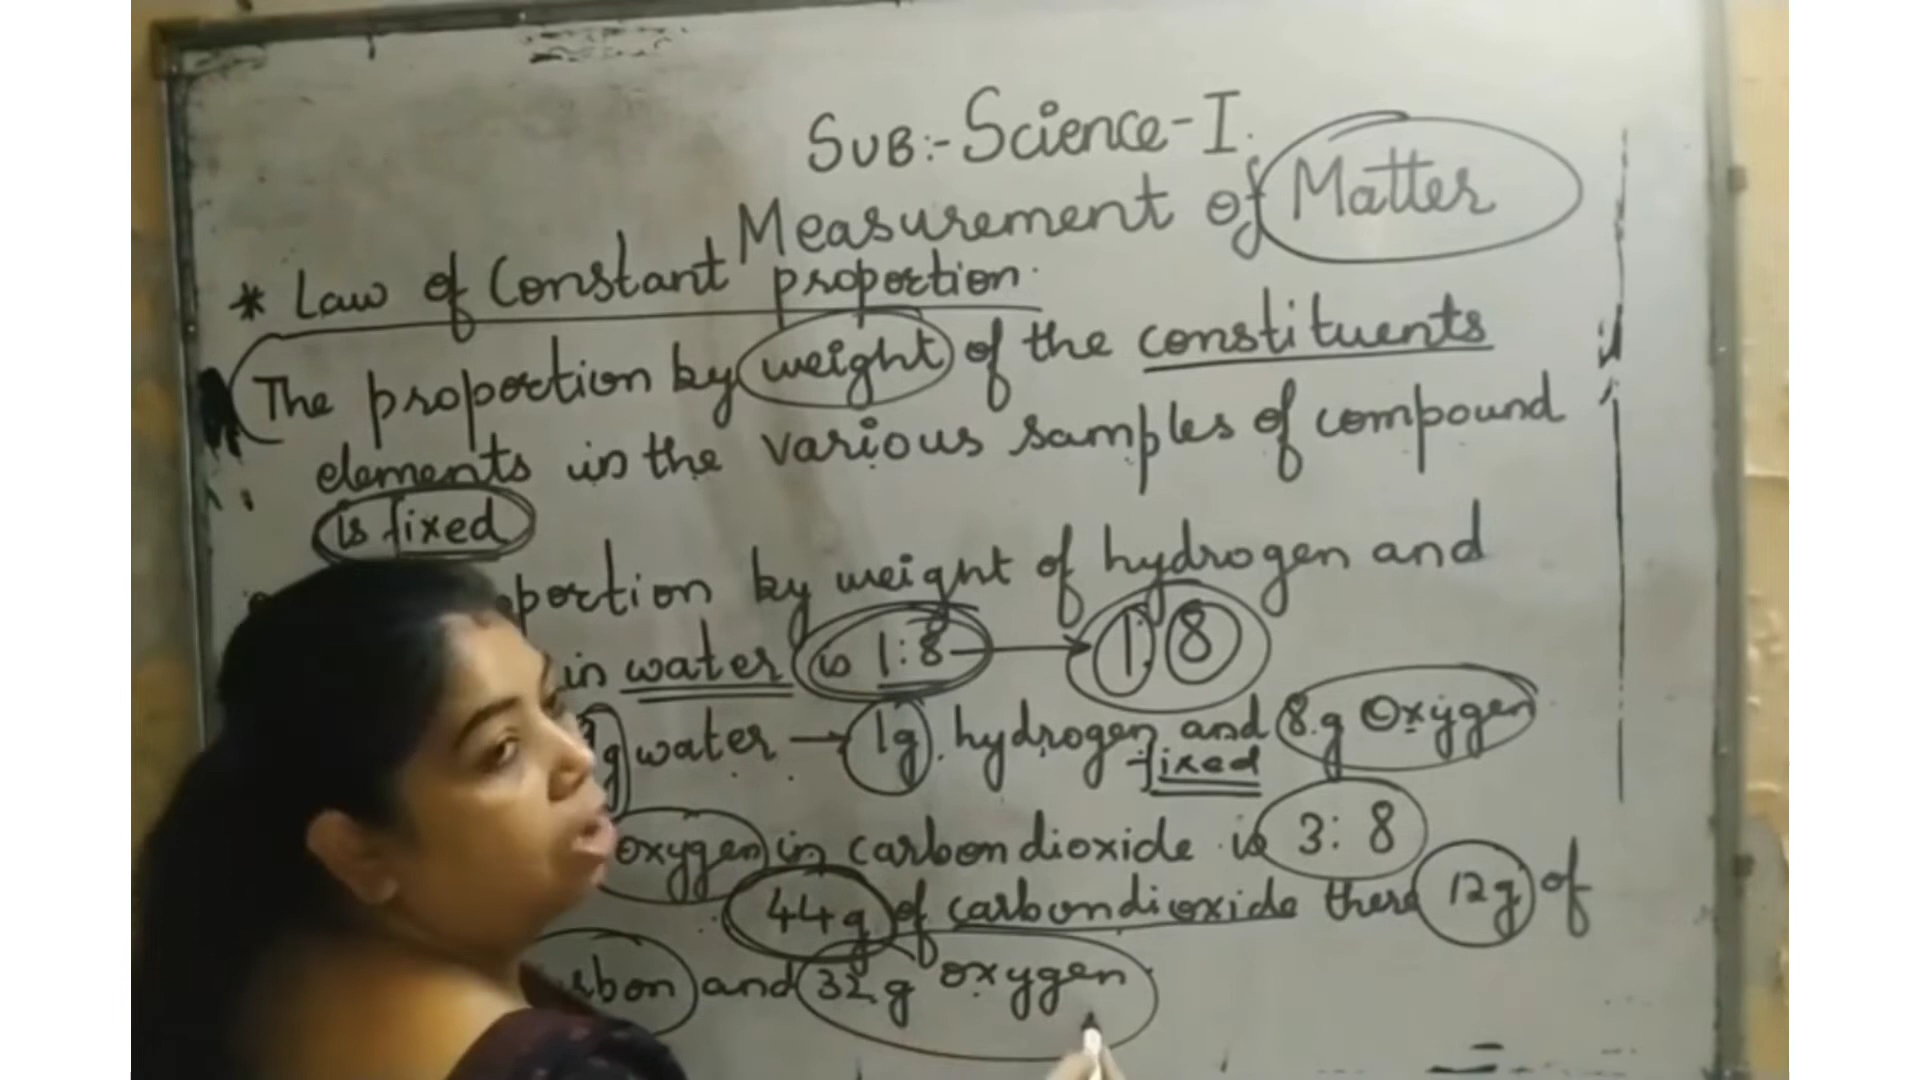 SUB:- Science-I.
Measurement of Matter
* Law of Constant proportion.
The proportion by weight of the constituents
elements in the various samples of compound
is fixed
portion by weight of hydrogen and
in water is 1:8 → 1:8
g water → 1g. hydrogen and 8.g Oxygen
fixed
oxygen in carbondioxide is 3:8
44g of carbondioxide there 12g of
rbon and 32g oxygen